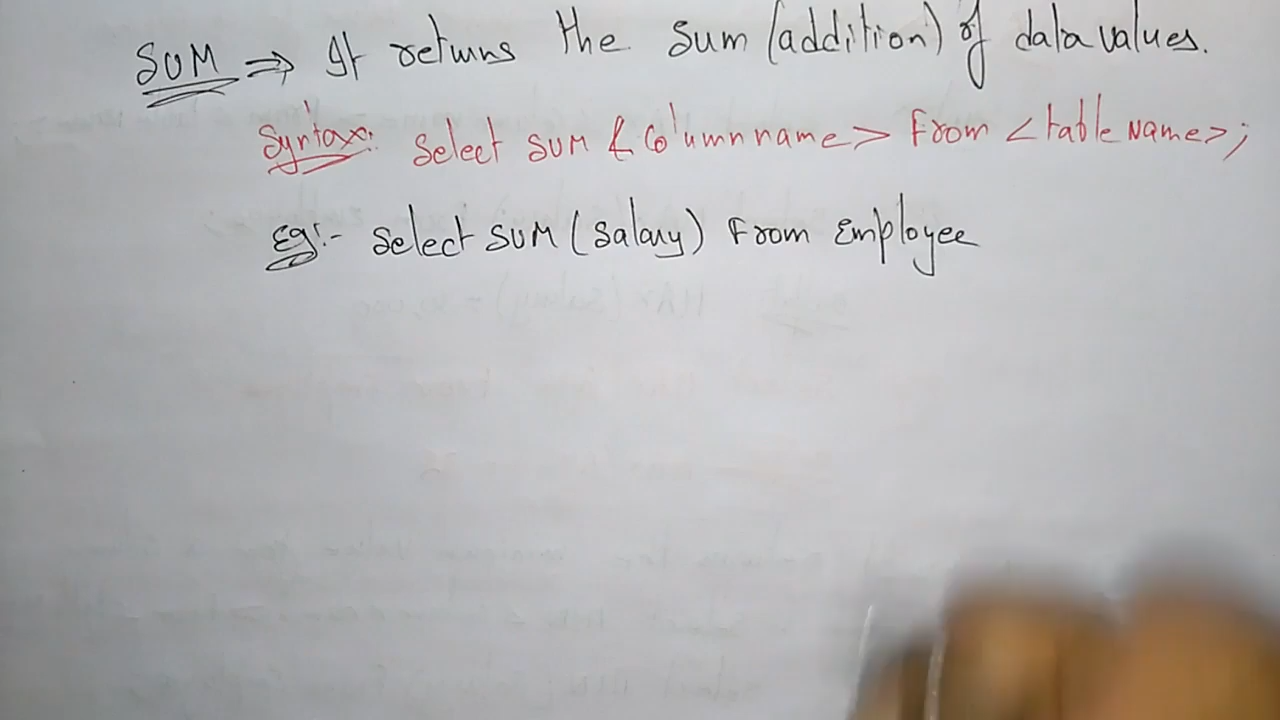 SUM ⇒ It returns the sum (addition) of data values.
Syntax: Select SUM <Columnname> From <table Name>;
Eg:- Select SUM (Salary) From Employee